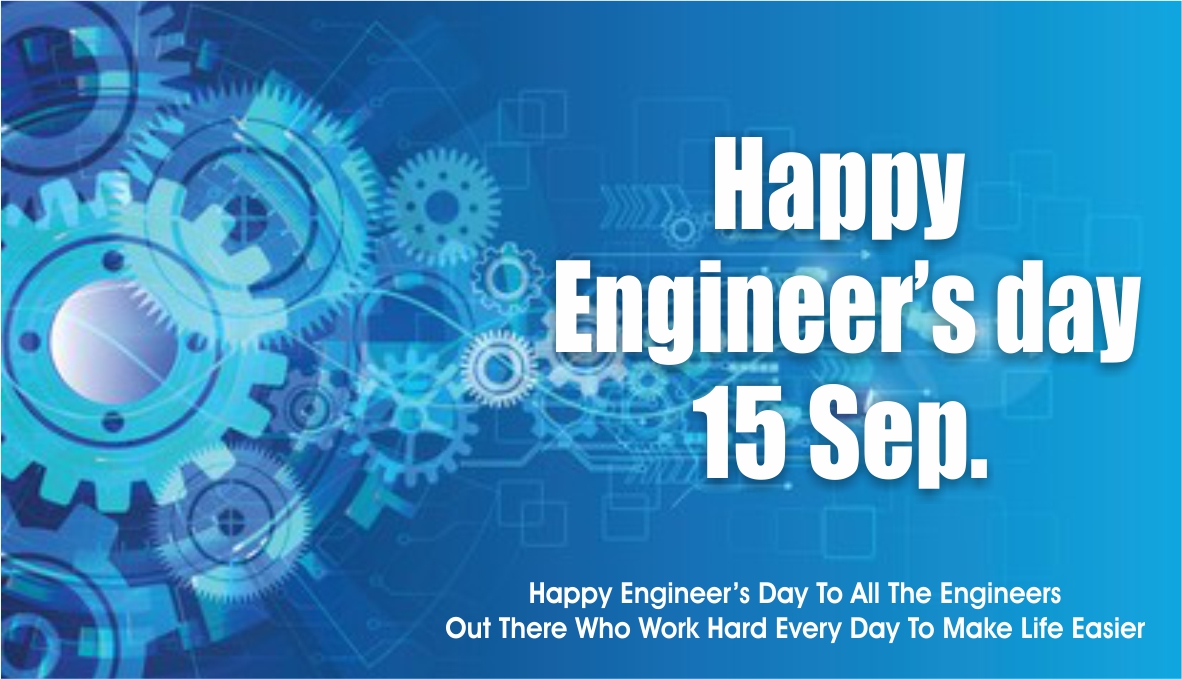 Happy
Engineer’s day
15 Sep.
Happy Engineer’s Day To All The Engineers
Out There Who Work Hard Every Day To Make Life Easier